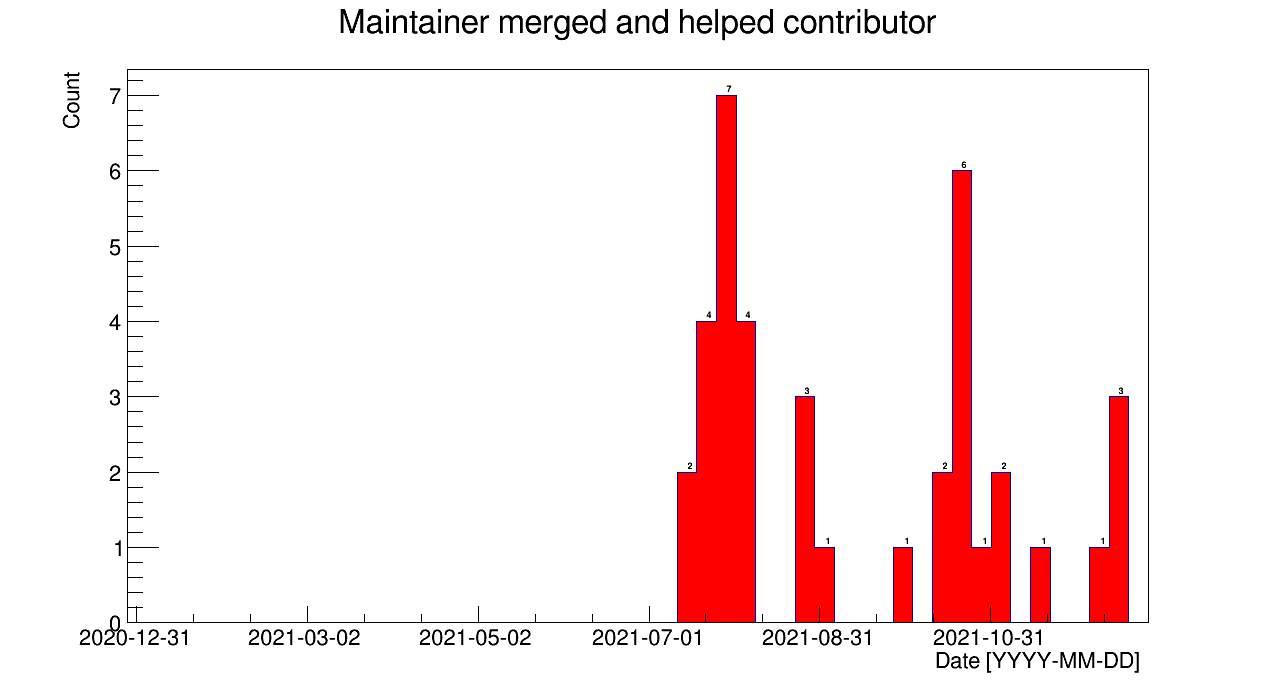 Maintainer merged and helped contributor
Count
7
6
5
4
3
2
1
0
7
6
4 4
3 3
2 2 2
1 1 1 1 1
2020-12-31 2021-03-02 2021-05-02 2021-07-01 2021-08-31 2021-10-31
Date [YYYY-MM-DD]